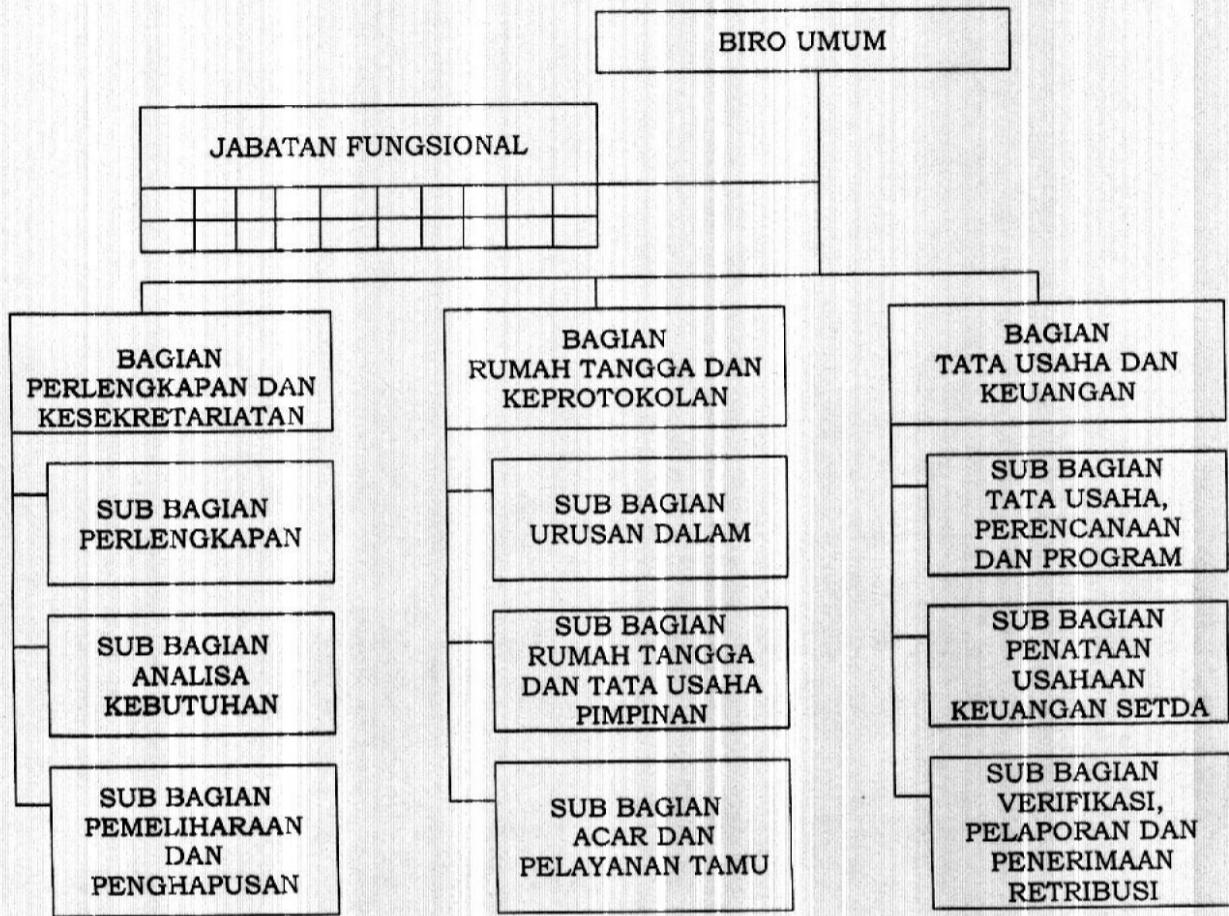 BIRO UMUM
JABATAN FUNGSIONAL
BAGIAN
PERLENGKAPAN DAN
KESEKRETARIATAN
SUB BAGIAN
PERLENGKAPAN
SUB BAGIAN
ANALISA
KEBUTUHAN
SUB BAGIAN
PEMELIHARAAN
DAN
PENGHAPUSAN
BAGIAN
RUMAH TANGGA DAN
KEPROTOKOLAN
SUB BAGIAN
URUSAN DALAM
SUB BAGIAN
RUMAH TANGGA
DAN TATA USAHA
PIMPINAN
SUB BAGIAN
ACAR DAN
PELAYANAN TAMU
BAGIAN
TATA USAHA DAN
KEUANGAN
SUB BAGIAN
TATA USAHA,
PERENCANAAN
DAN PROGRAM
SUB BAGIAN
PENATAAN
USAHAAN
KEUANGAN SETDA
SUB BAGIAN
VERIFIKASI,
PELAPORAN DAN
PENERIMAAN
RETRIBUSI